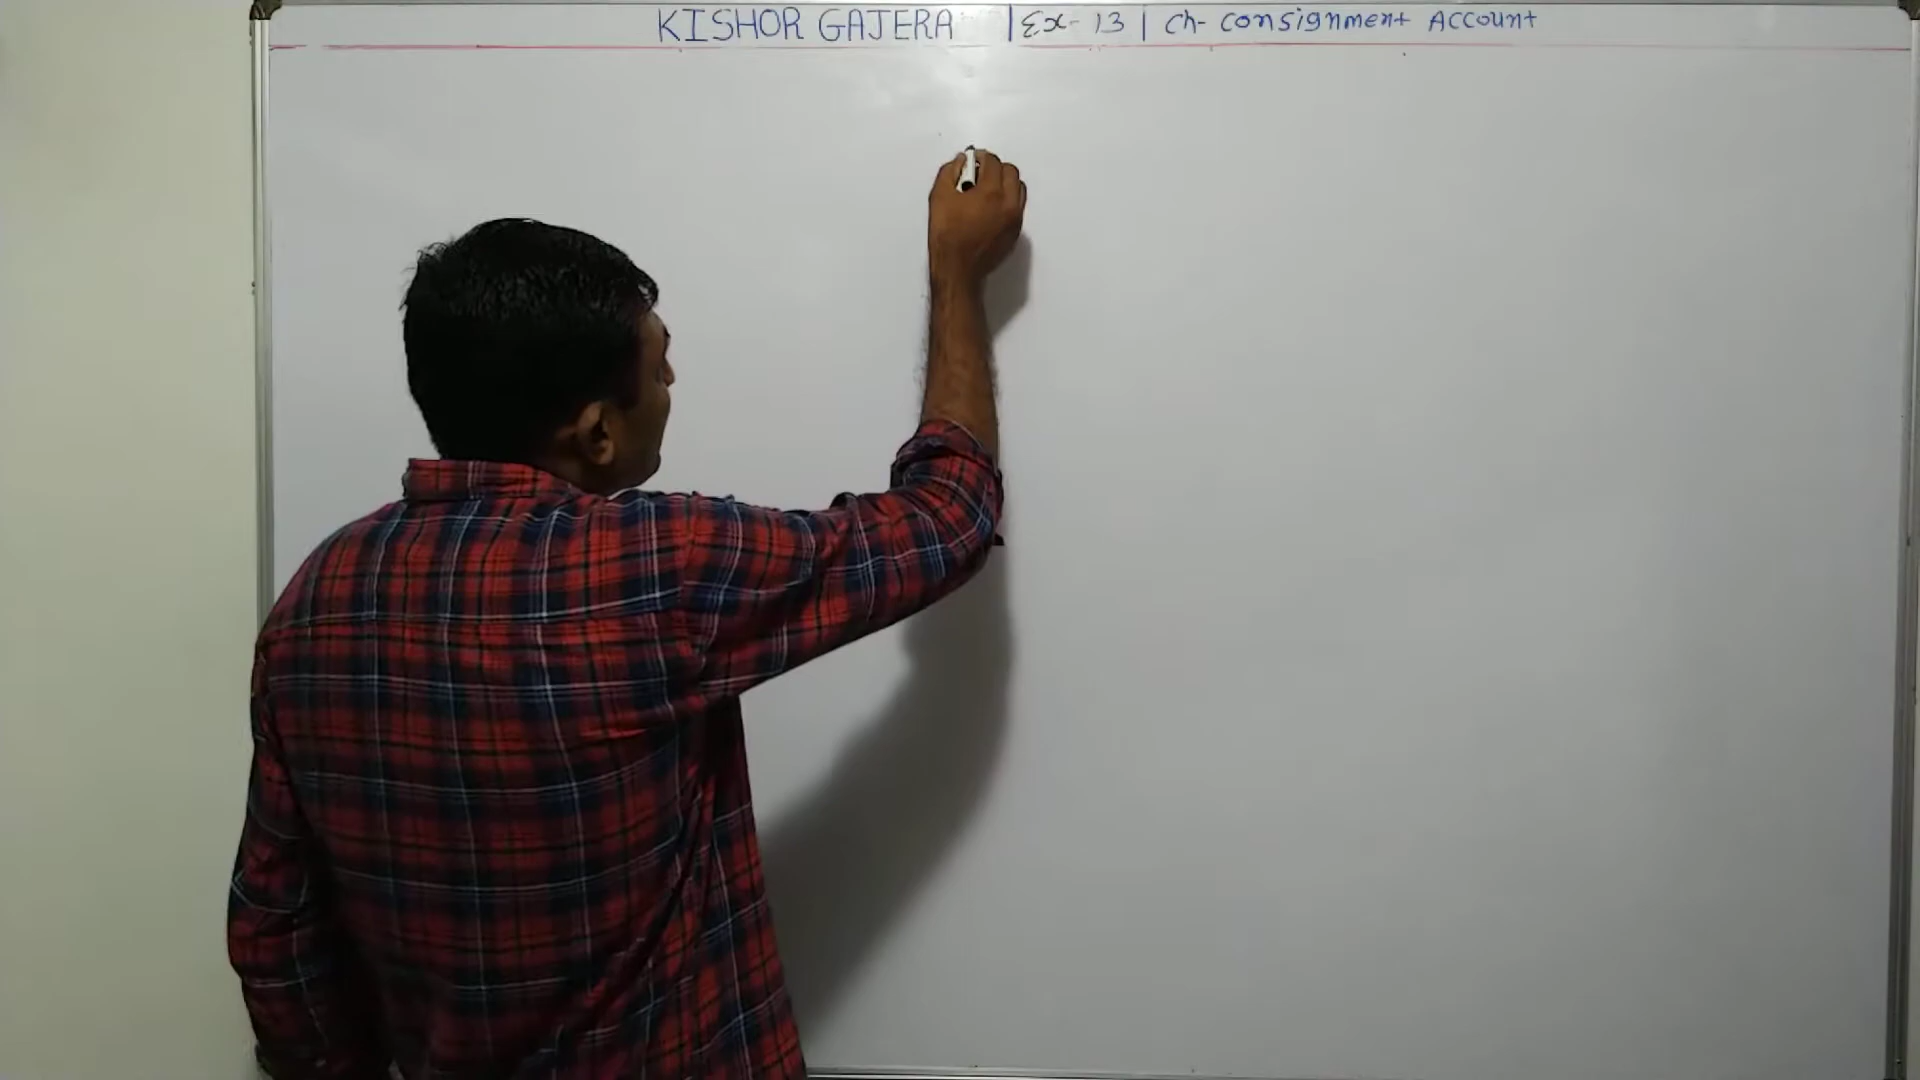 KISHOR GAJERA | Ex- 13 | Ch- Consignment Account